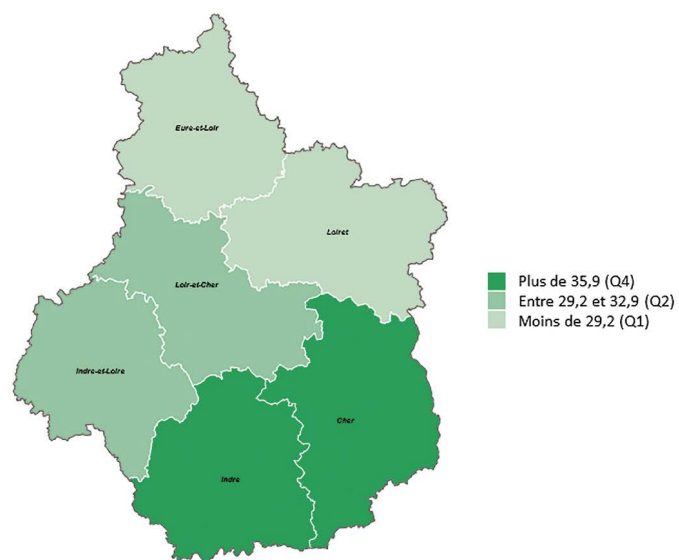 Eure-et-Loir
Loiret
Loir-et-Cher
Plus de 35,9 (Q4)
Entre 29,2 et 32,9 (Q2)
Moins de 29,2 (Q1)
Indre-et-Loire
Cher
Indre